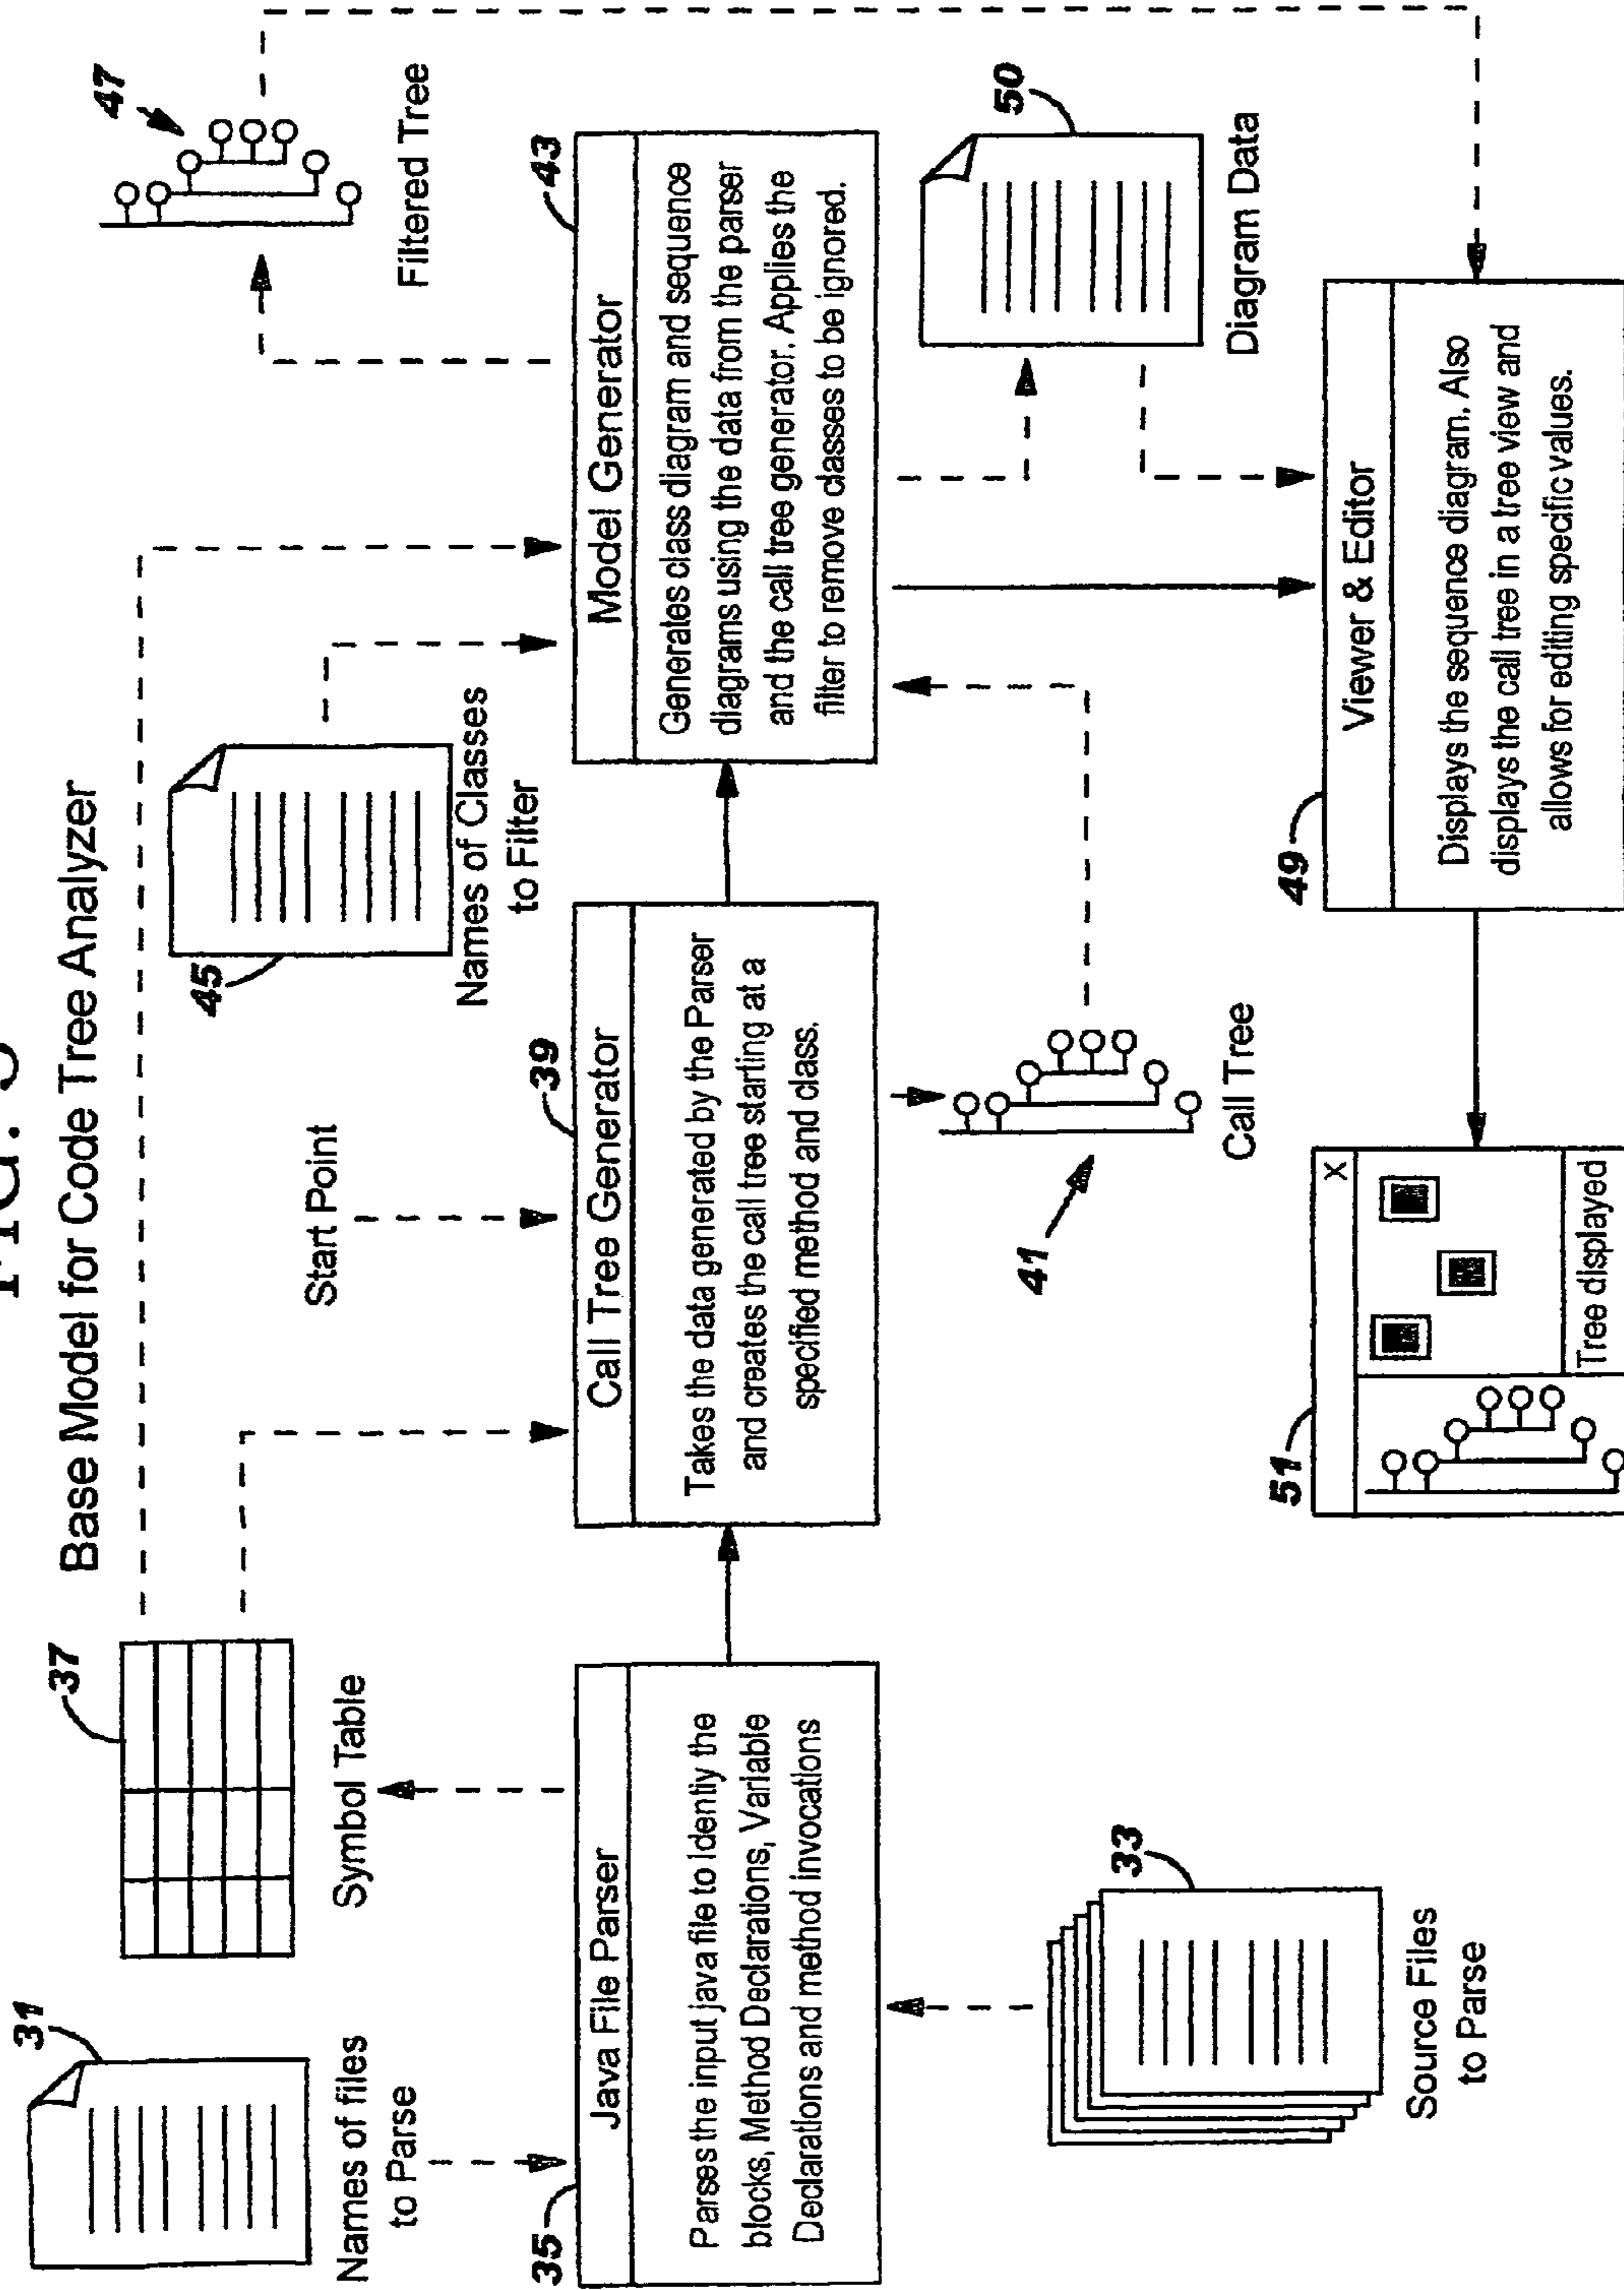 FIG. 3
Base Model for Code Tree Analyzer
31
Names of files
to Parse
37
Symbol Table
Start Point
45
Names of Classes
to Filter
47
Filtered Tree
35
Java File Parser
Parses the input java file to identiy the
blocks, Method Declarations, Variable
Declarations and method invocations
39
Call Tree Generator
Takes the data generated by the Parser
and creates the call tree starting at a
specified method and class.
43
Model Generator
Generates class diagram and sequence
diagrams using the data from the parser
and the call tree generator. Applies the
filter to remove classes to be ignored.
33
Source Files
to Parse
41
Call Tree
50
Diagram Data
51
X
Tree displayed
49
Viewer & Editor
Displays the sequence diagram. Also
displays the call tree in a tree view and
allows for editing specific values.